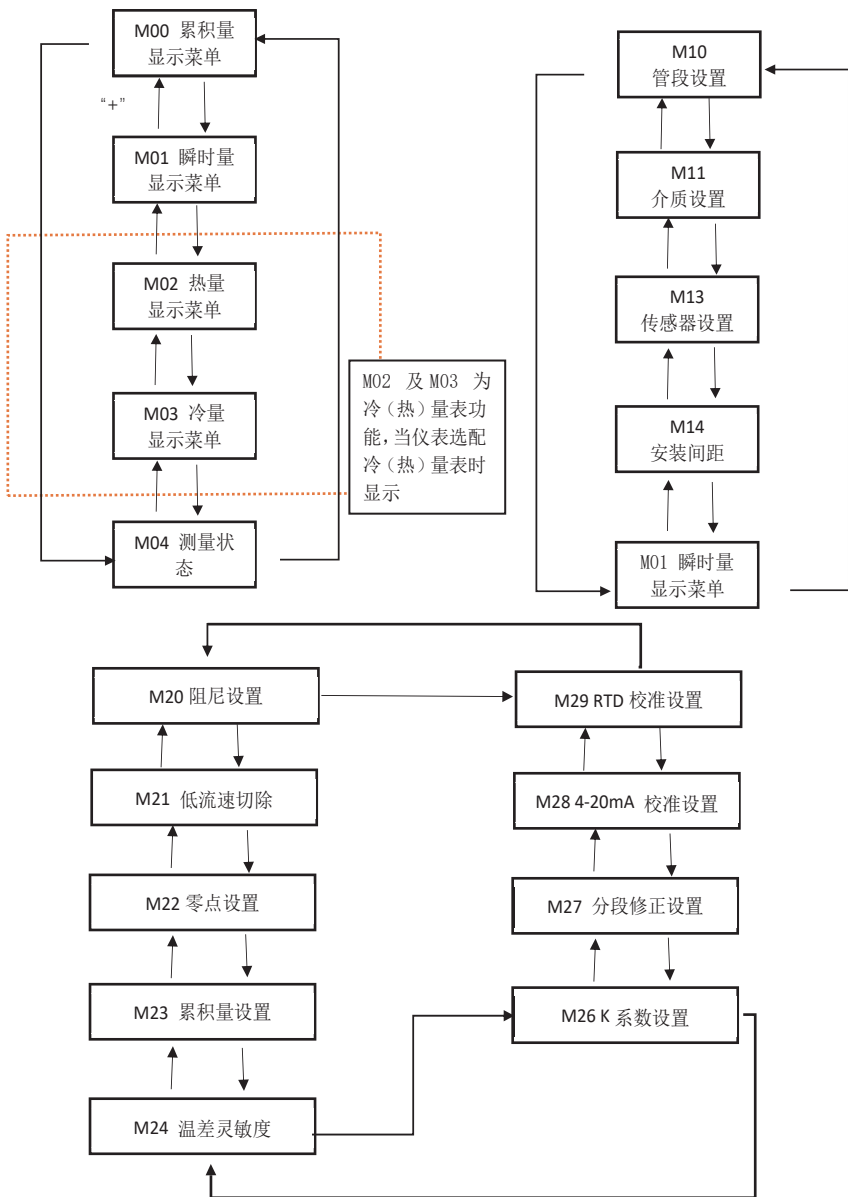 M00 累积量
显示菜单
“+”
M01 瞬时量
显示菜单
M02 热量
显示菜单
M03 冷量
显示菜单
M04 测量状
态
M02 及 M03 为
冷（热）量表功
能，当仪表选配
冷（热）量表时
显示
M10
管段设置
M11
介质设置
M13
传感器设置
M14
安装间距
M01 瞬时量
显示菜单
M20 阻尼设置
M21 低流速切除
M22 零点设置
M23 累积量设置
M24 温差灵敏度
M29 RTD 校准设置
M28 4-20mA 校准设置
M27 分段修正设置
M26 K 系数设置